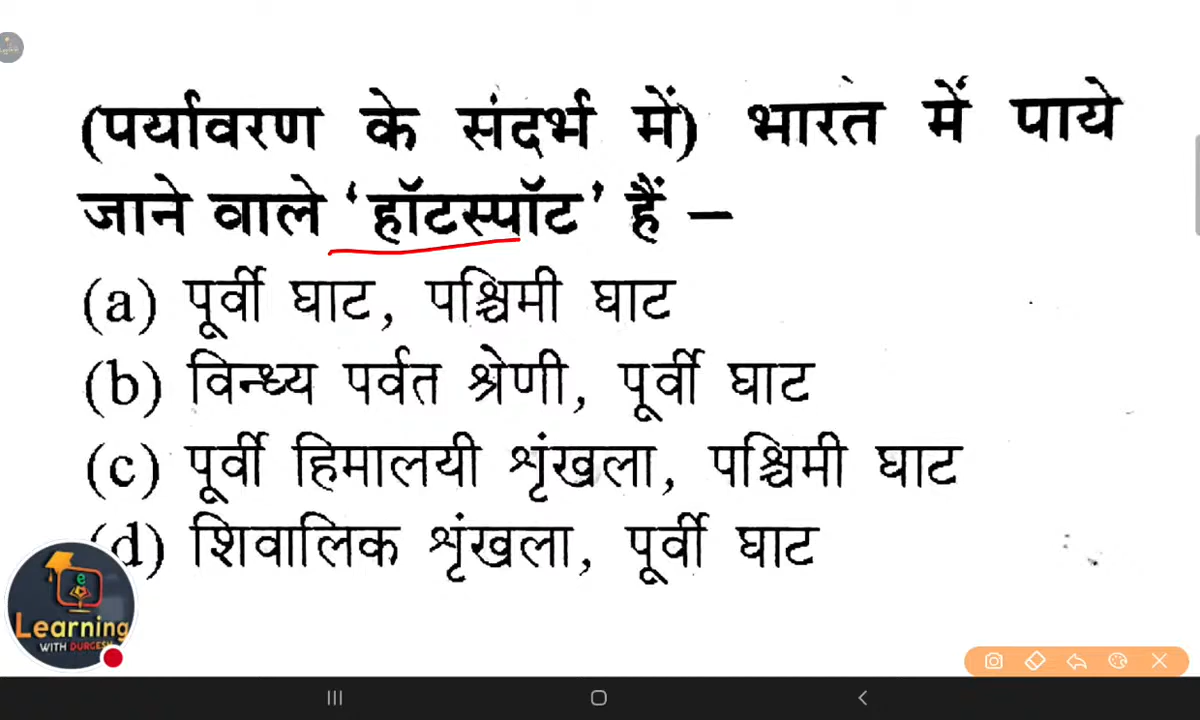 (पर्यावरण के संदर्भ में) भारत में पाये
जाने वाले ‘हॉटस्पॉट’ हैं –
(a) पूर्वी घाट, पश्चिमी घाट
(b) विन्ध्य पर्वत श्रेणी, पूर्वी घाट
(c) पूर्वी हिमालयी शृंखला, पश्चिमी घाट
(d) शिवालिक शृंखला, पूर्वी घाट
e
Learning
WITH DURGESH